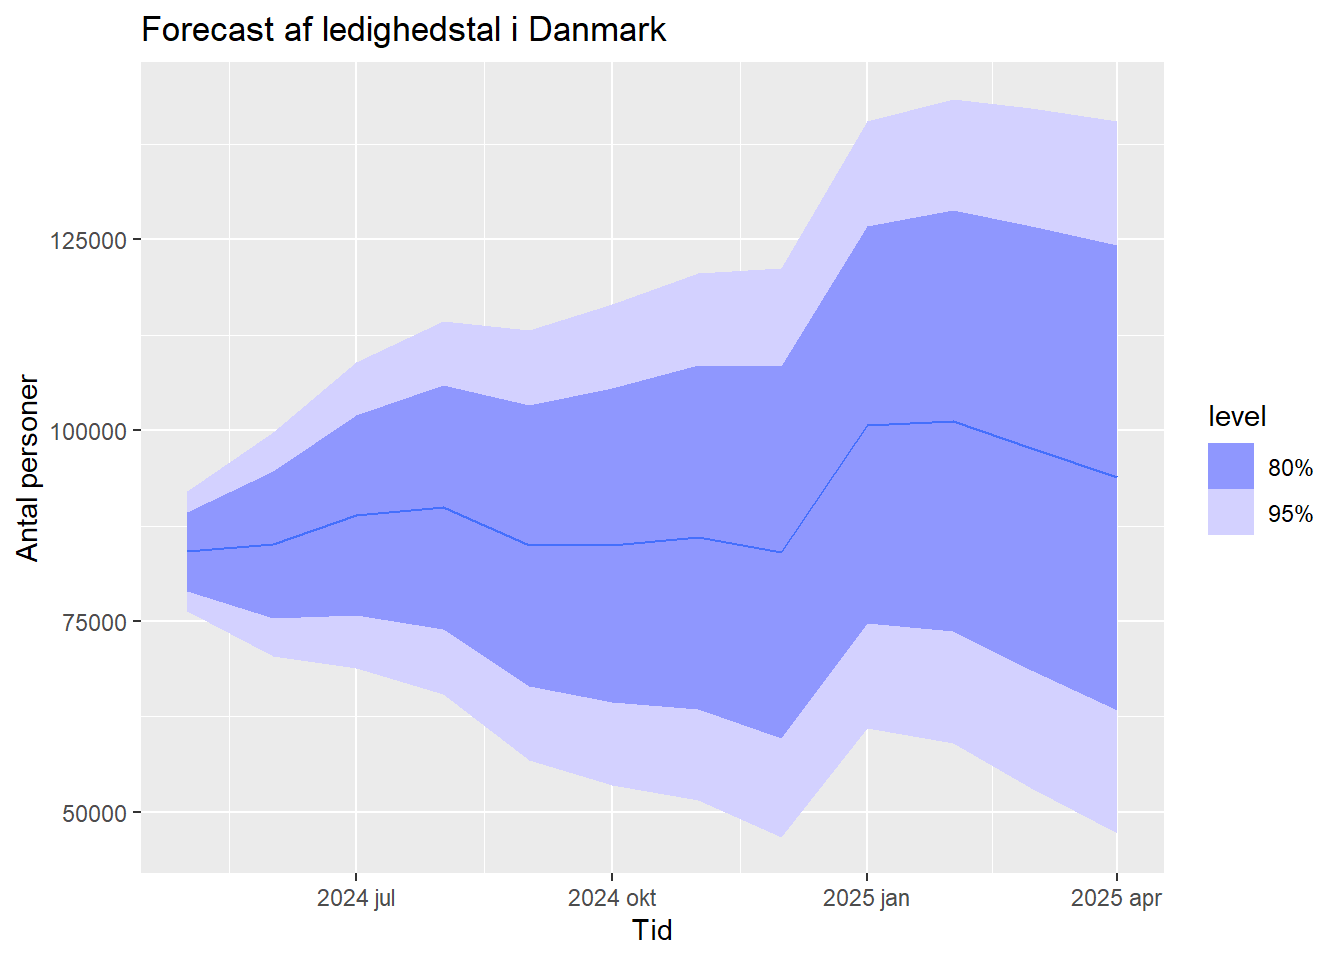 Forecast af ledighedstal i Danmark
Antal personer
125000
100000
75000
50000
2024 jul
2024 okt
2025 jan
2025 apr
Tid
level
80%
95%